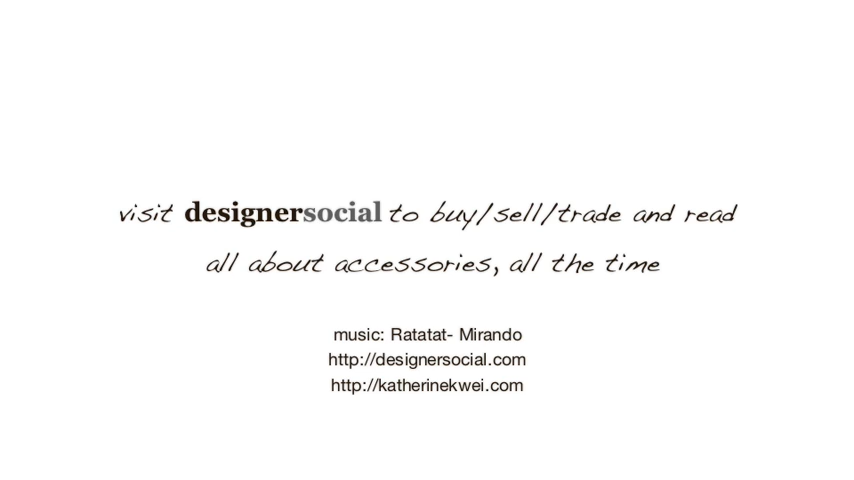 visit designersocial to buy/sell/trade and read
all about accessories, all the time
music: Ratatat- Mirando
http://designersocial.com
http://katherinekwei.com